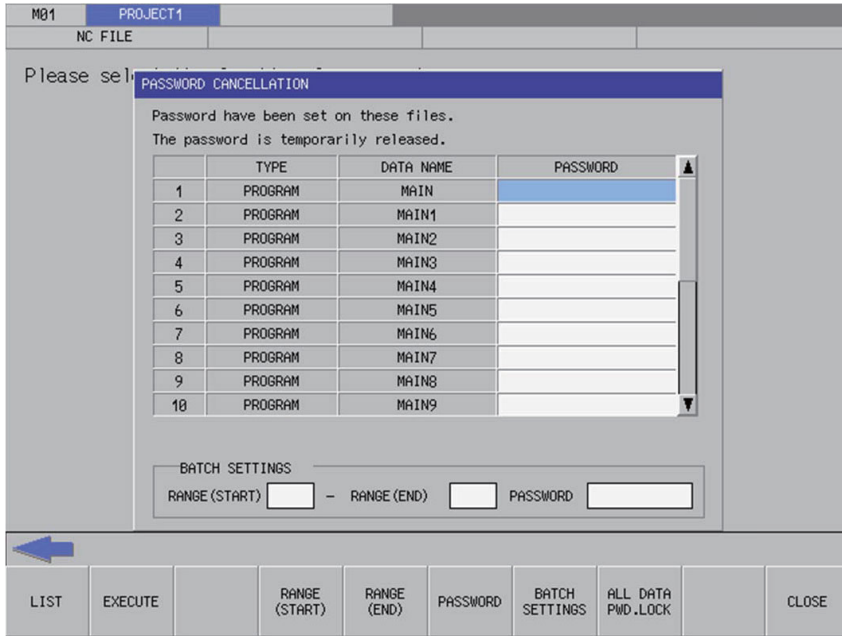 M01 PROJECT1
NC FILE
Please
PASSWORD CANCELLATION
Password have been set on these files.
The password is temporarily released.
TYPE DATA NAME PASSWORD
1 PROGRAM MAIN
2 PROGRAM MAIN1
3 PROGRAM MAIN2
4 PROGRAM MAIN3
5 PROGRAM MAIN4
6 PROGRAM MAIN5
7 PROGRAM MAIN6
8 PROGRAM MAIN7
9 PROGRAM MAIN8
10 PROGRAM MAIN9
BATCH SETTINGS
RANGE(START) - RANGE(END) PASSWORD
LIST EXECUTE RANGE (START) RANGE (END) PASSWORD BATCH SETTINGS ALL DATA PWD.LOCK CLOSE